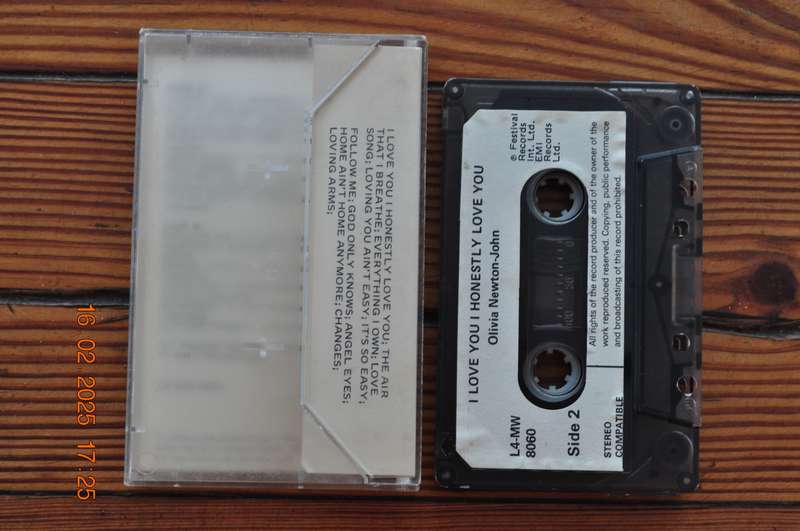 I LOVE YOU I HONESTLY LOVE YOU; THE AIR
THAT I BREATHE; EVERYTHING I OWN; LOVE
SONG; LOVING YOU AIN'T EASY; IT'S SO EASY;
FOLLOW ME; GOD ONLY KNOWS; ANGEL EYES;
HOME AIN'T HOME ANYMORE; CHANGES;
LOVING ARMS;
I LOVE YOU I HONESTLY LOVE YOU
Olivia Newton-John
℗ Festival
Records
Int. Ltd.
EMI
Records
Ltd.
L4-MW
8060
Side 2
100 50 0
All rights of the record producer and of the owner of the
work reproduced reserved. Copying, public performance
and broadcasting of this record prohibited.
STEREO
COMPATIBLE
16 02 2025 17:25